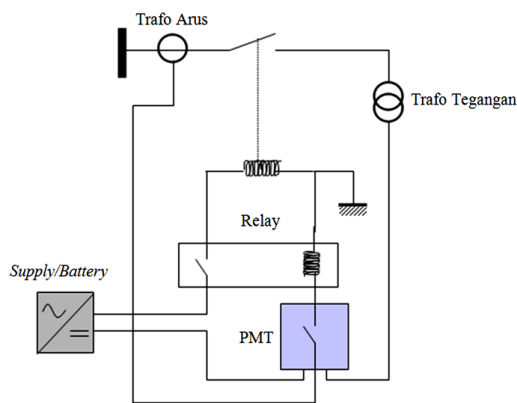 Trafo Arus
Trafo Tegangan
Relay
Supply/Battery
PMT